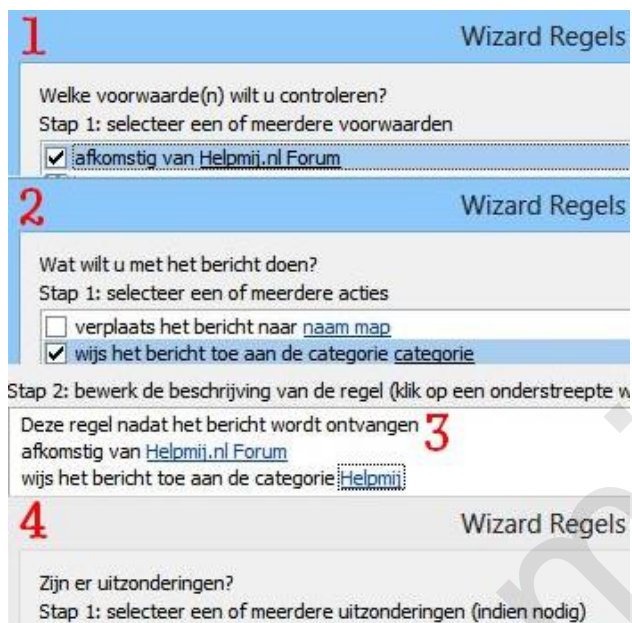 1
Wizard Regels
Welke voorwaarde(n) wilt u controleren?
Stap 1: selecteer een of meerdere voorwaarden
afkomstig van Helpmij.nl Forum
2
Wizard Regels
Wat wilt u met het bericht doen?
Stap 1: selecteer een of meerdere acties
verplaats het bericht naar naam map
wijs het bericht toe aan de categorie categorie
Stap 2: bewerk de beschrijving van de regel (klik op een onderstreepte w
Deze regel nadat het bericht wordt ontvangen
3
afkomstig van Helpmij.nl Forum
wijs het bericht toe aan de categorie Helpmij
4
Wizard Regels
Zijn er uitzonderingen?
Stap 1: selecteer een of meerdere uitzonderingen (indien nodig)